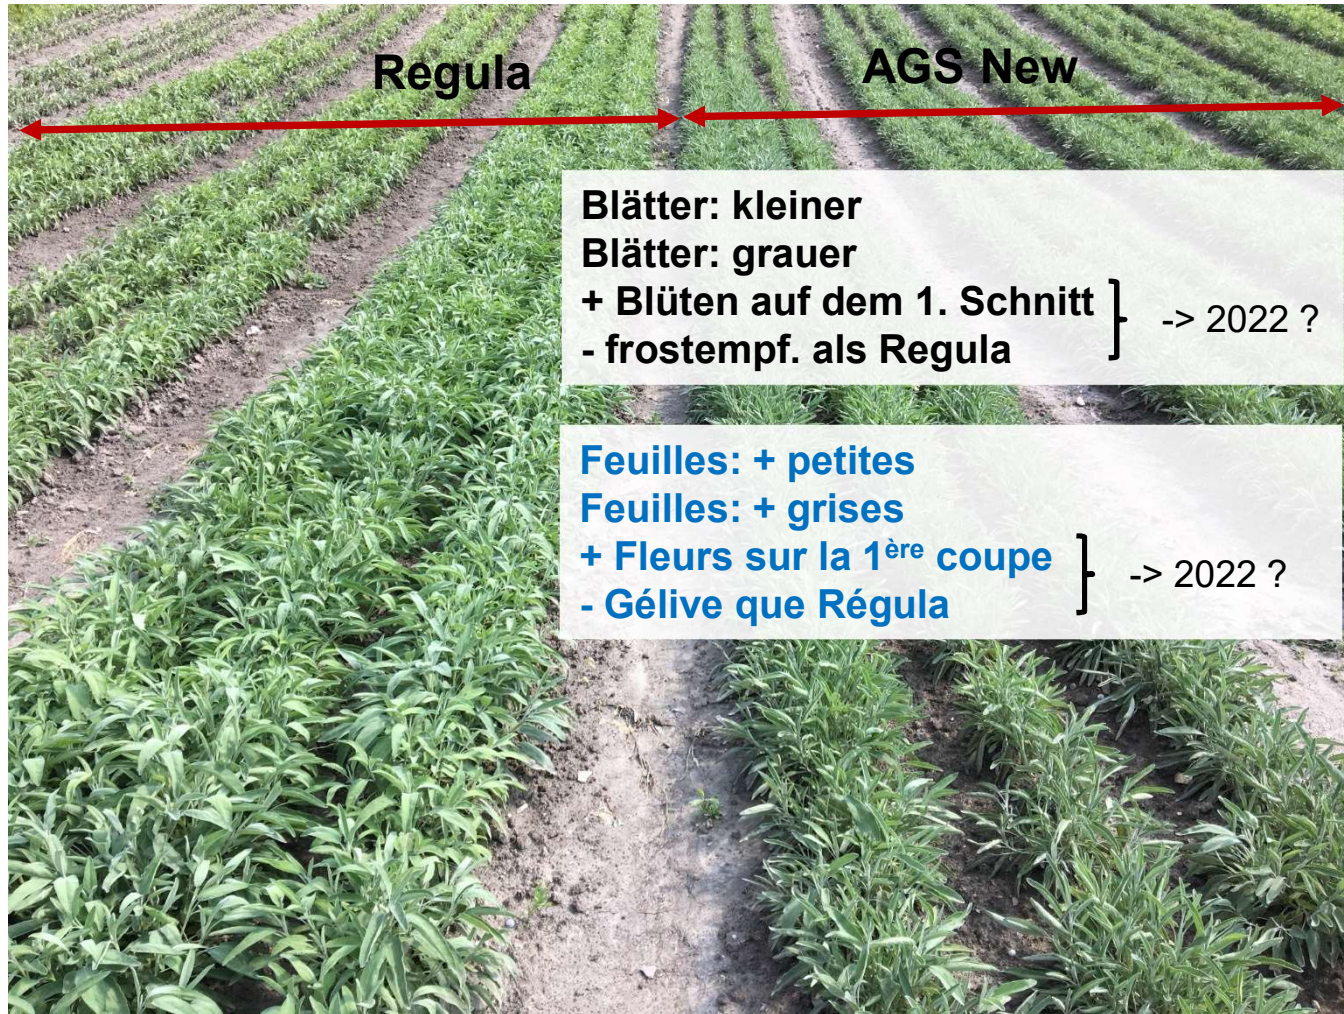 Regula
AGS New
Blätter: kleiner
Blätter: grauer
+ Blüten auf dem 1. Schnitt
- frostempf. als Regula
-> 2022 ?
Feuilles: + petites
Feuilles: + grises
+ Fleurs sur la 1ère coupe
- Gélive que Régula
-> 2022 ?